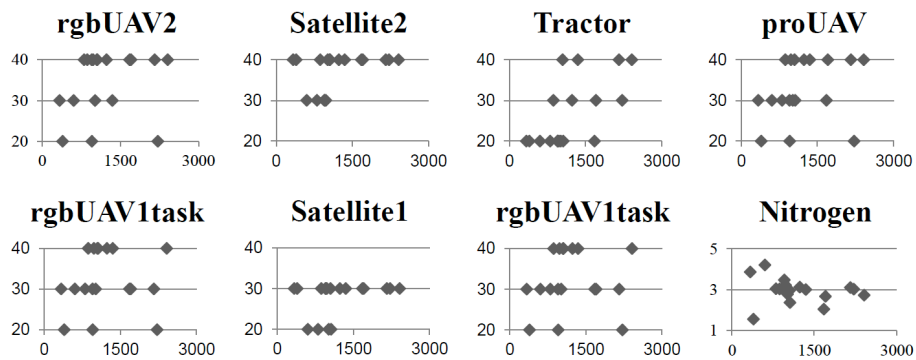 rgbUAV2 Satellite2 Tractor proUAV
40 40 40 40
30 30 30 30
20 20 20 20
0 1500 3000 0 1500 3000 0 1500 3000 0 1500 3000
rgbUAV1task Satellite1 rgbUAV1task Nitrogen
40 40 40 5
30 30 30 3
20 20 20 1
0 1500 3000 0 1500 3000 0 1500 3000 0 1500 3000